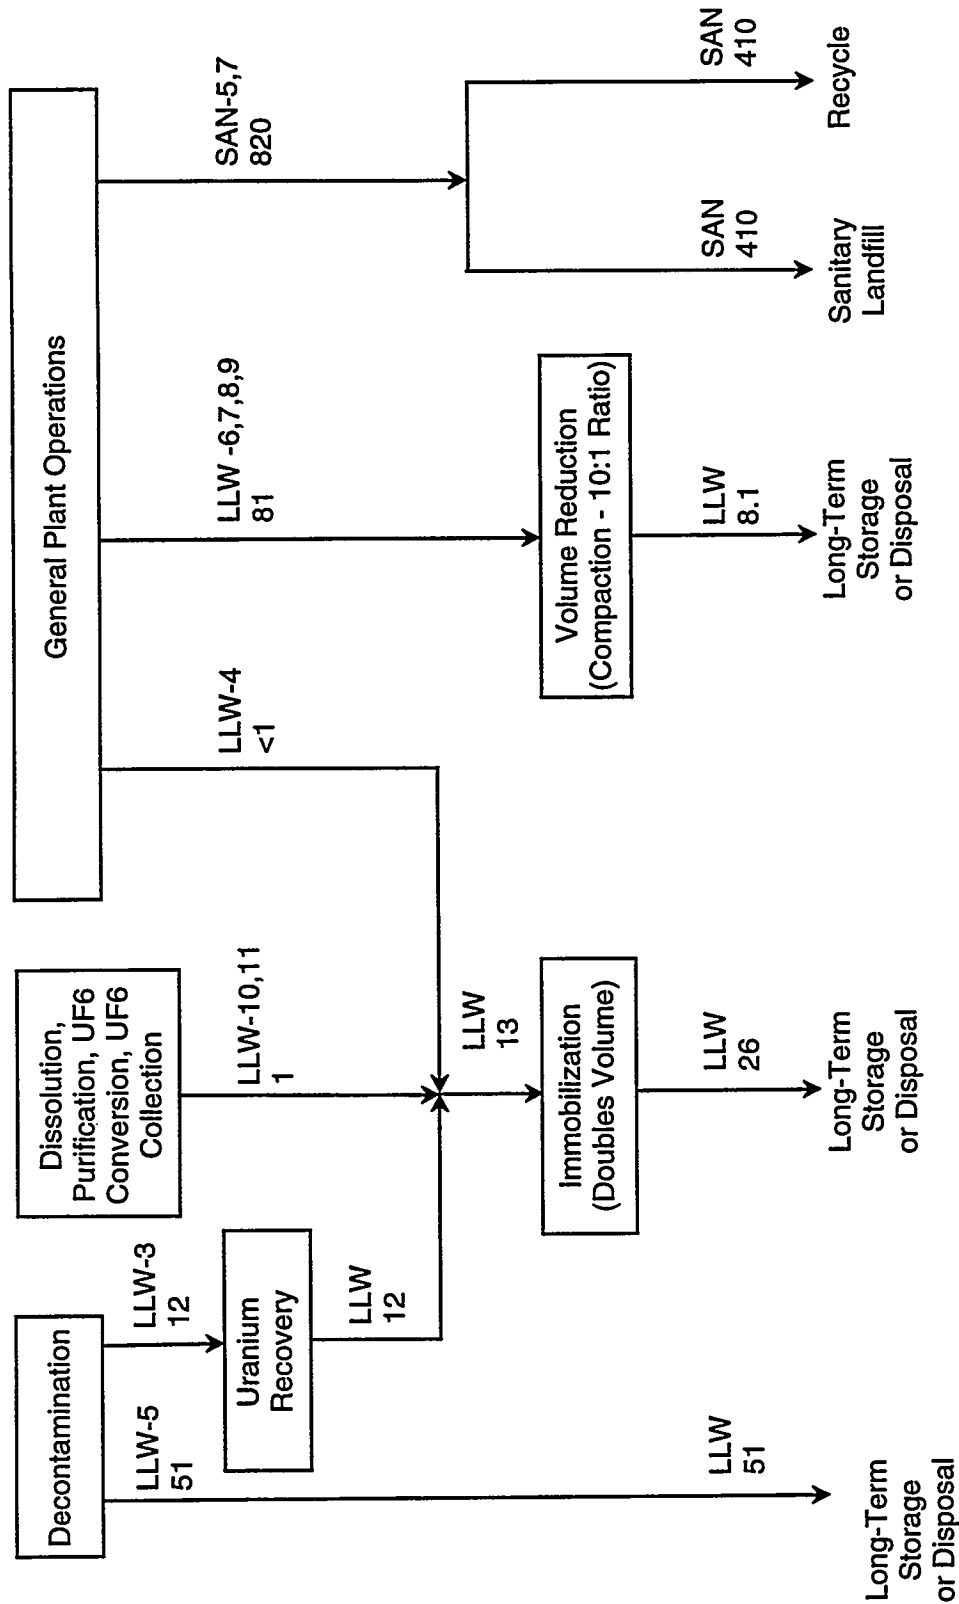 Decontamination
LLW-5
51
LLW-3
12
Uranium
Recovery
LLW
12
LLW
51
Long-Term
Storage
or Disposal
Dissolution,
Purification, UF6
Conversion, UF6
Collection
LLW-10,11
1
LLW
13
Immobilization
(Doubles Volume)
LLW
26
Long-Term
Storage
or Disposal
General Plant Operations
LLW-4
<1
LLW -6,7,8,9
81
Volume Reduction
(Compaction - 10:1 Ratio)
LLW
8.1
Long-Term
Storage
or Disposal
SAN-5,7
820
SAN
410
Sanitary
Landfill
SAN
410
Recycle